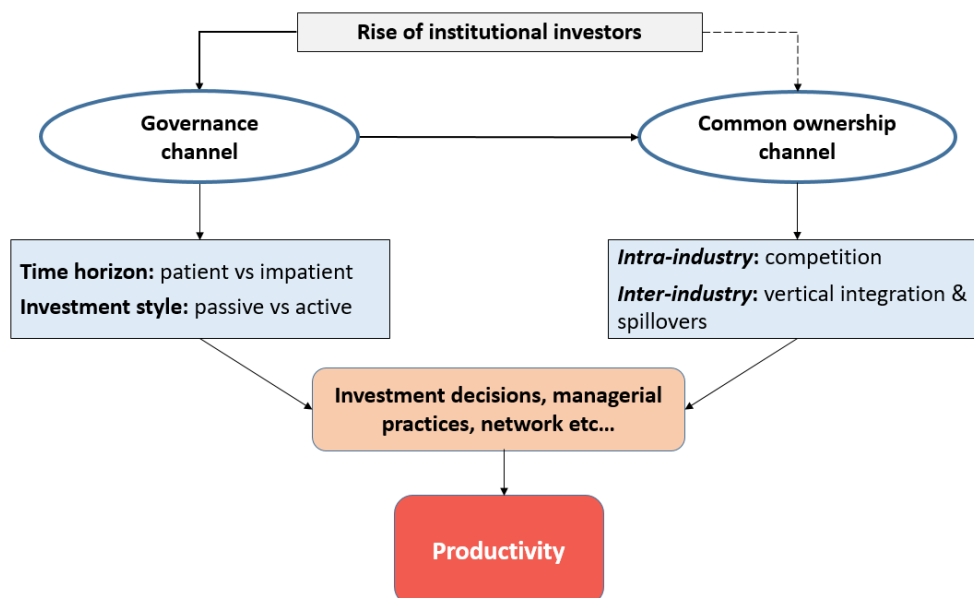 Rise of institutional investors
Governance
channel
Common ownership
channel
Time horizon: patient vs impatient
Investment style: passive vs active
Intra-industry: competition
Inter-industry: vertical integration &
spillovers
Investment decisions, managerial
practices, network etc...
Productivity